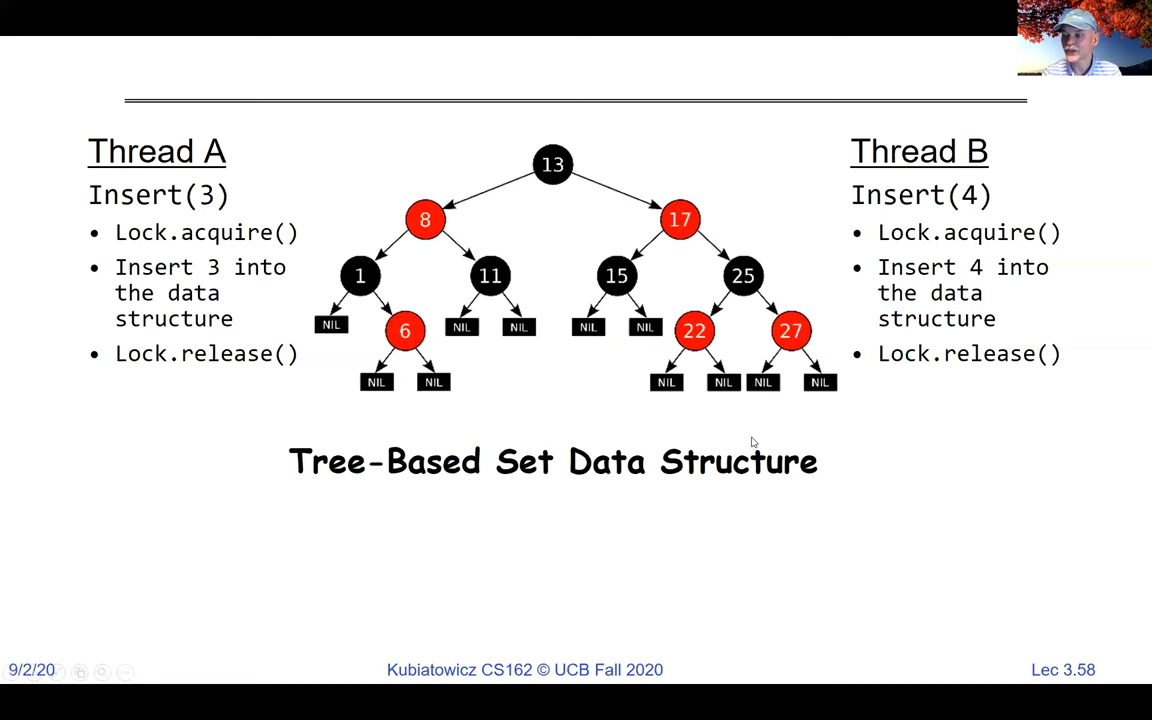 Thread A
Insert(3)
• Lock.acquire()
• Insert 3 into
the data
structure
• Lock.release()
13
8
17
1
11
15
25
NIL
6
NIL
NIL
NIL
NIL
22
27
NIL
NIL
NIL
NIL
NIL
NIL
Thread B
Insert(4)
• Lock.acquire()
• Insert 4 into
the data
structure
• Lock.release()
Tree-Based Set Data Structure
9/2/20
Kubiatowicz CS162 © UCB Fall 2020
Lec 3.58